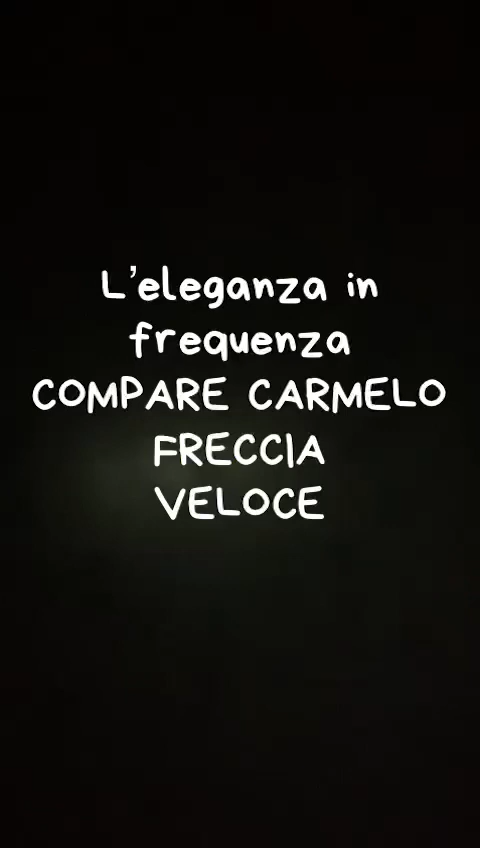 L'eleganza in
frequenza
COMPARE CARMELO
FRECCIA
VELOCE